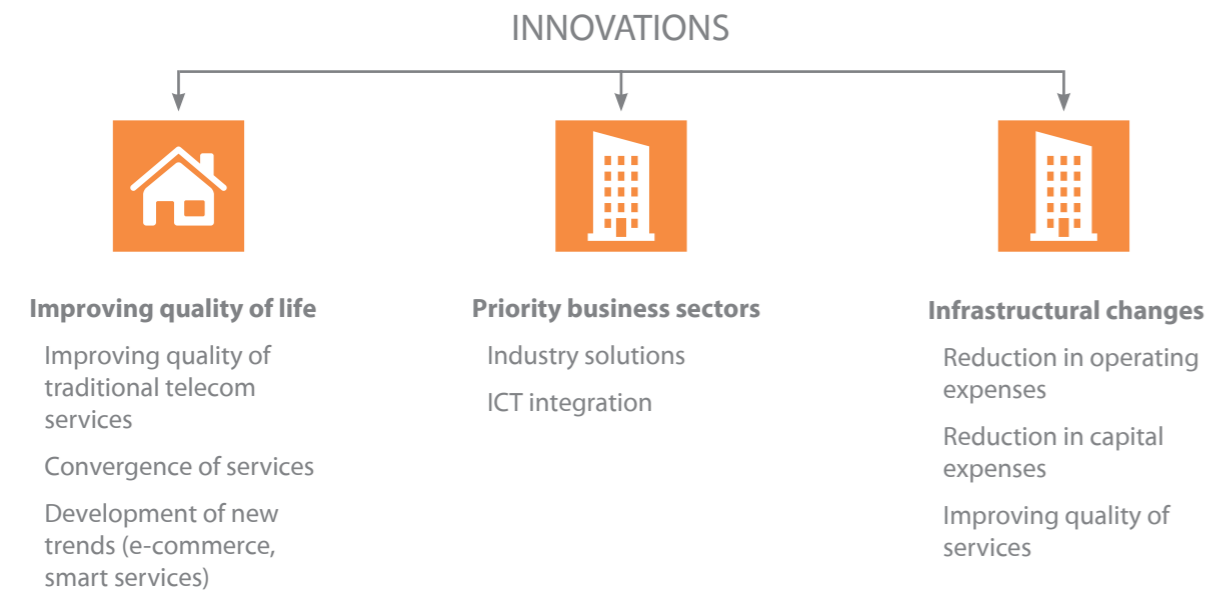 INNOVATIONS
Improving quality of life
Improving quality of
traditional telecom
services
Convergence of services
Development of new
trends (e-commerce,
smart services)
Priority business sectors
Industry solutions
ICT integration
Infrastructural changes
Reduction in operating
expenses
Reduction in capital
expenses
Improving quality of
services